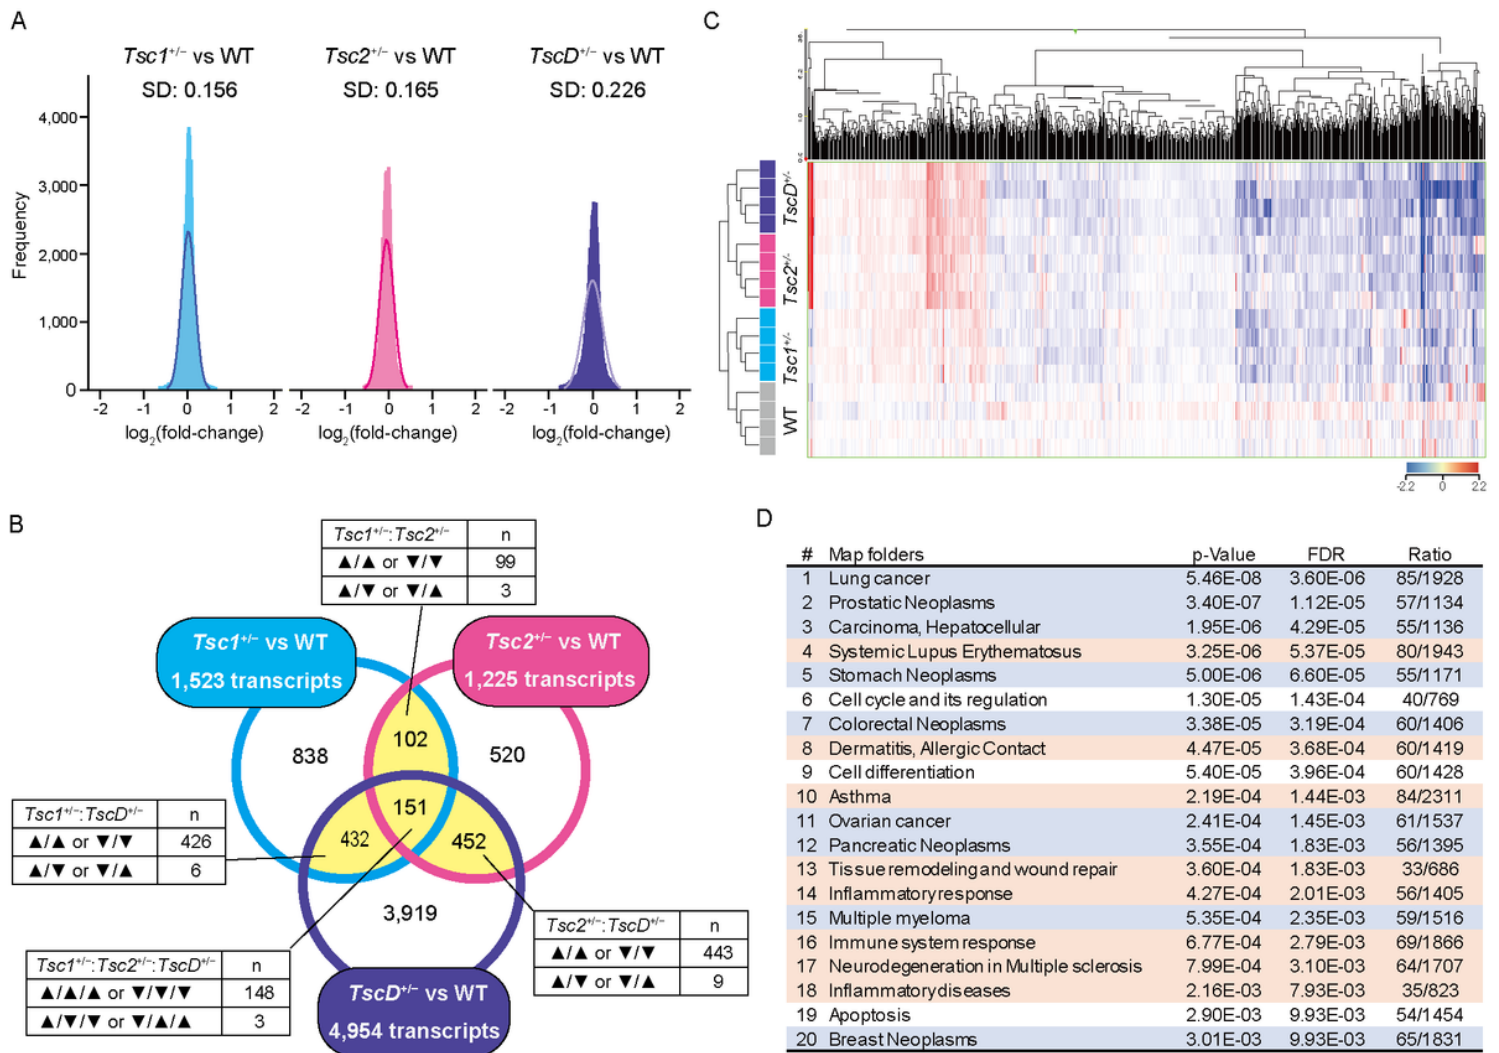 A
Tsc1+/− vs WT
SD: 0.156
Tsc2+/− vs WT
SD: 0.165
TscD+/− vs WT
SD: 0.226
Frequency
4,000
3,000
2,000
1,000
0
-2 -1 0 1 2
-2 -1 0 1 2
-2 -1 0 1 2
log2(fold-change)
log2(fold-change)
log2(fold-change)
C
TscD+/-
Tsc2+/-
Tsc1+/-
WT
-2.2 0 2.2
B
Tsc1+/−:Tsc2+/− n
▲/▲ or ▼/▼ 99
▲/▼ or ▼/▲ 3
Tsc1+/− vs WT
1,523 transcripts
Tsc2+/− vs WT
1,225 transcripts
838
102
520
151
432
452
3,919
Tsc1+/−:TscD+/− n
▲/▲ or ▼/▼ 426
▲/▼ or ▼/▲ 6
Tsc2+/−:TscD+/− n
▲/▲ or ▼/▼ 443
▲/▼ or ▼/▲ 9
Tsc1+/−:Tsc2+/−:TscD+/− n
▲/▲/▲ or ▼/▼/▼ 148
▲/▼/▼ or ▼/▲/▲ 3
TscD+/− vs WT
4,954 transcripts
D
# Map folders p-Value FDR Ratio
1 Lung cancer 5.46E-08 3.60E-06 85/1928
2 Prostatic Neoplasms 3.40E-07 1.12E-05 57/1134
3 Carcinoma, Hepatocellular 1.95E-06 4.29E-05 55/1136
4 Systemic Lupus Erythematosus 3.25E-06 5.37E-05 80/1943
5 Stomach Neoplasms 5.00E-06 6.60E-05 55/1171
6 Cell cycle and its regulation 1.30E-05 1.43E-04 40/769
7 Colorectal Neoplasms 3.38E-05 3.19E-04 60/1406
8 Dermatitis, Allergic Contact 4.47E-05 3.68E-04 60/1419
9 Cell differentiation 5.40E-05 3.96E-04 60/1428
10 Asthma 2.19E-04 1.44E-03 84/2311
11 Ovarian cancer 2.41E-04 1.45E-03 61/1537
12 Pancreatic Neoplasms 3.55E-04 1.83E-03 56/1395
13 Tissue remodeling and wound repair 3.60E-04 1.83E-03 33/686
14 Inflammatory response 4.27E-04 2.01E-03 56/1405
15 Multiple myeloma 5.35E-04 2.35E-03 59/1516
16 Immune system response 6.77E-04 2.79E-03 69/1866
17 Neurodegeneration in Multiple sclerosis 7.99E-04 3.10E-03 64/1707
18 Inflammatory diseases 2.16E-03 7.93E-03 35/823
19 Apoptosis 2.90E-03 9.93E-03 54/1454
20 Breast Neoplasms 3.01E-03 9.93E-03 65/1831